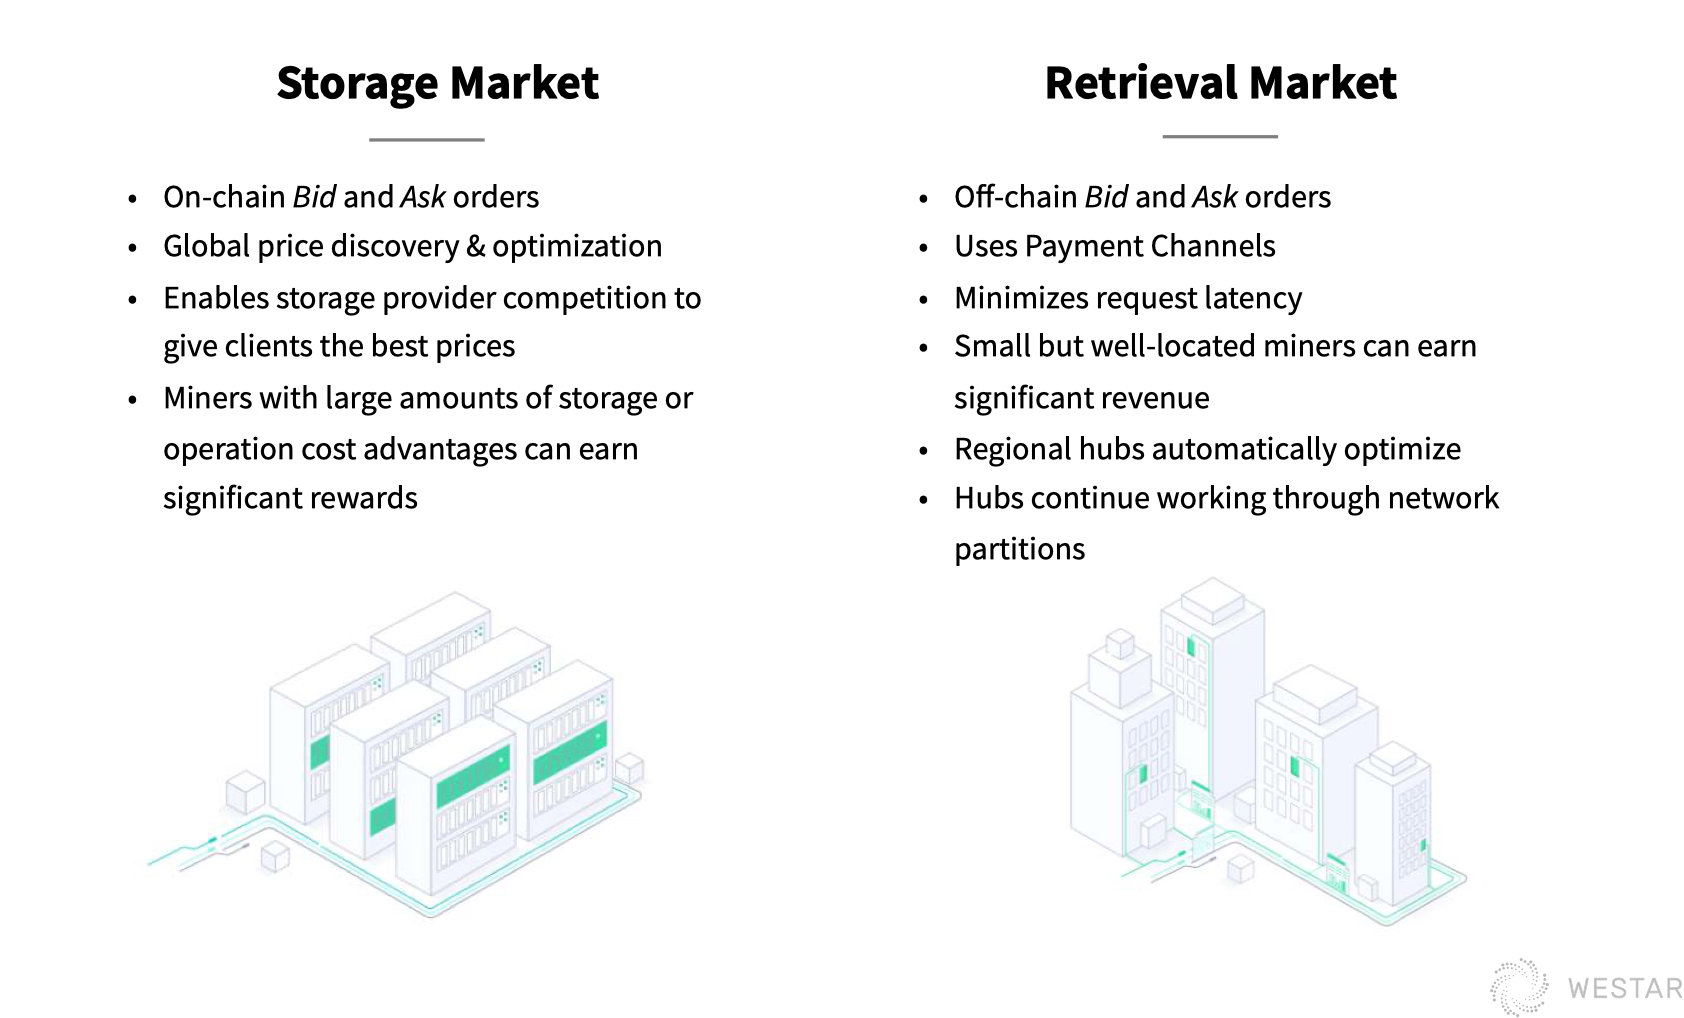 Storage Market
• On-chain Bid and Ask orders
• Global price discovery & optimization
• Enables storage provider competition to
give clients the best prices
• Miners with large amounts of storage or
operation cost advantages can earn
significant rewards
Retrieval Market
• Off-chain Bid and Ask orders
• Uses Payment Channels
• Minimizes request latency
• Small but well-located miners can earn
significant revenue
• Regional hubs automatically optimize
• Hubs continue working through network
partitions
WESTAR